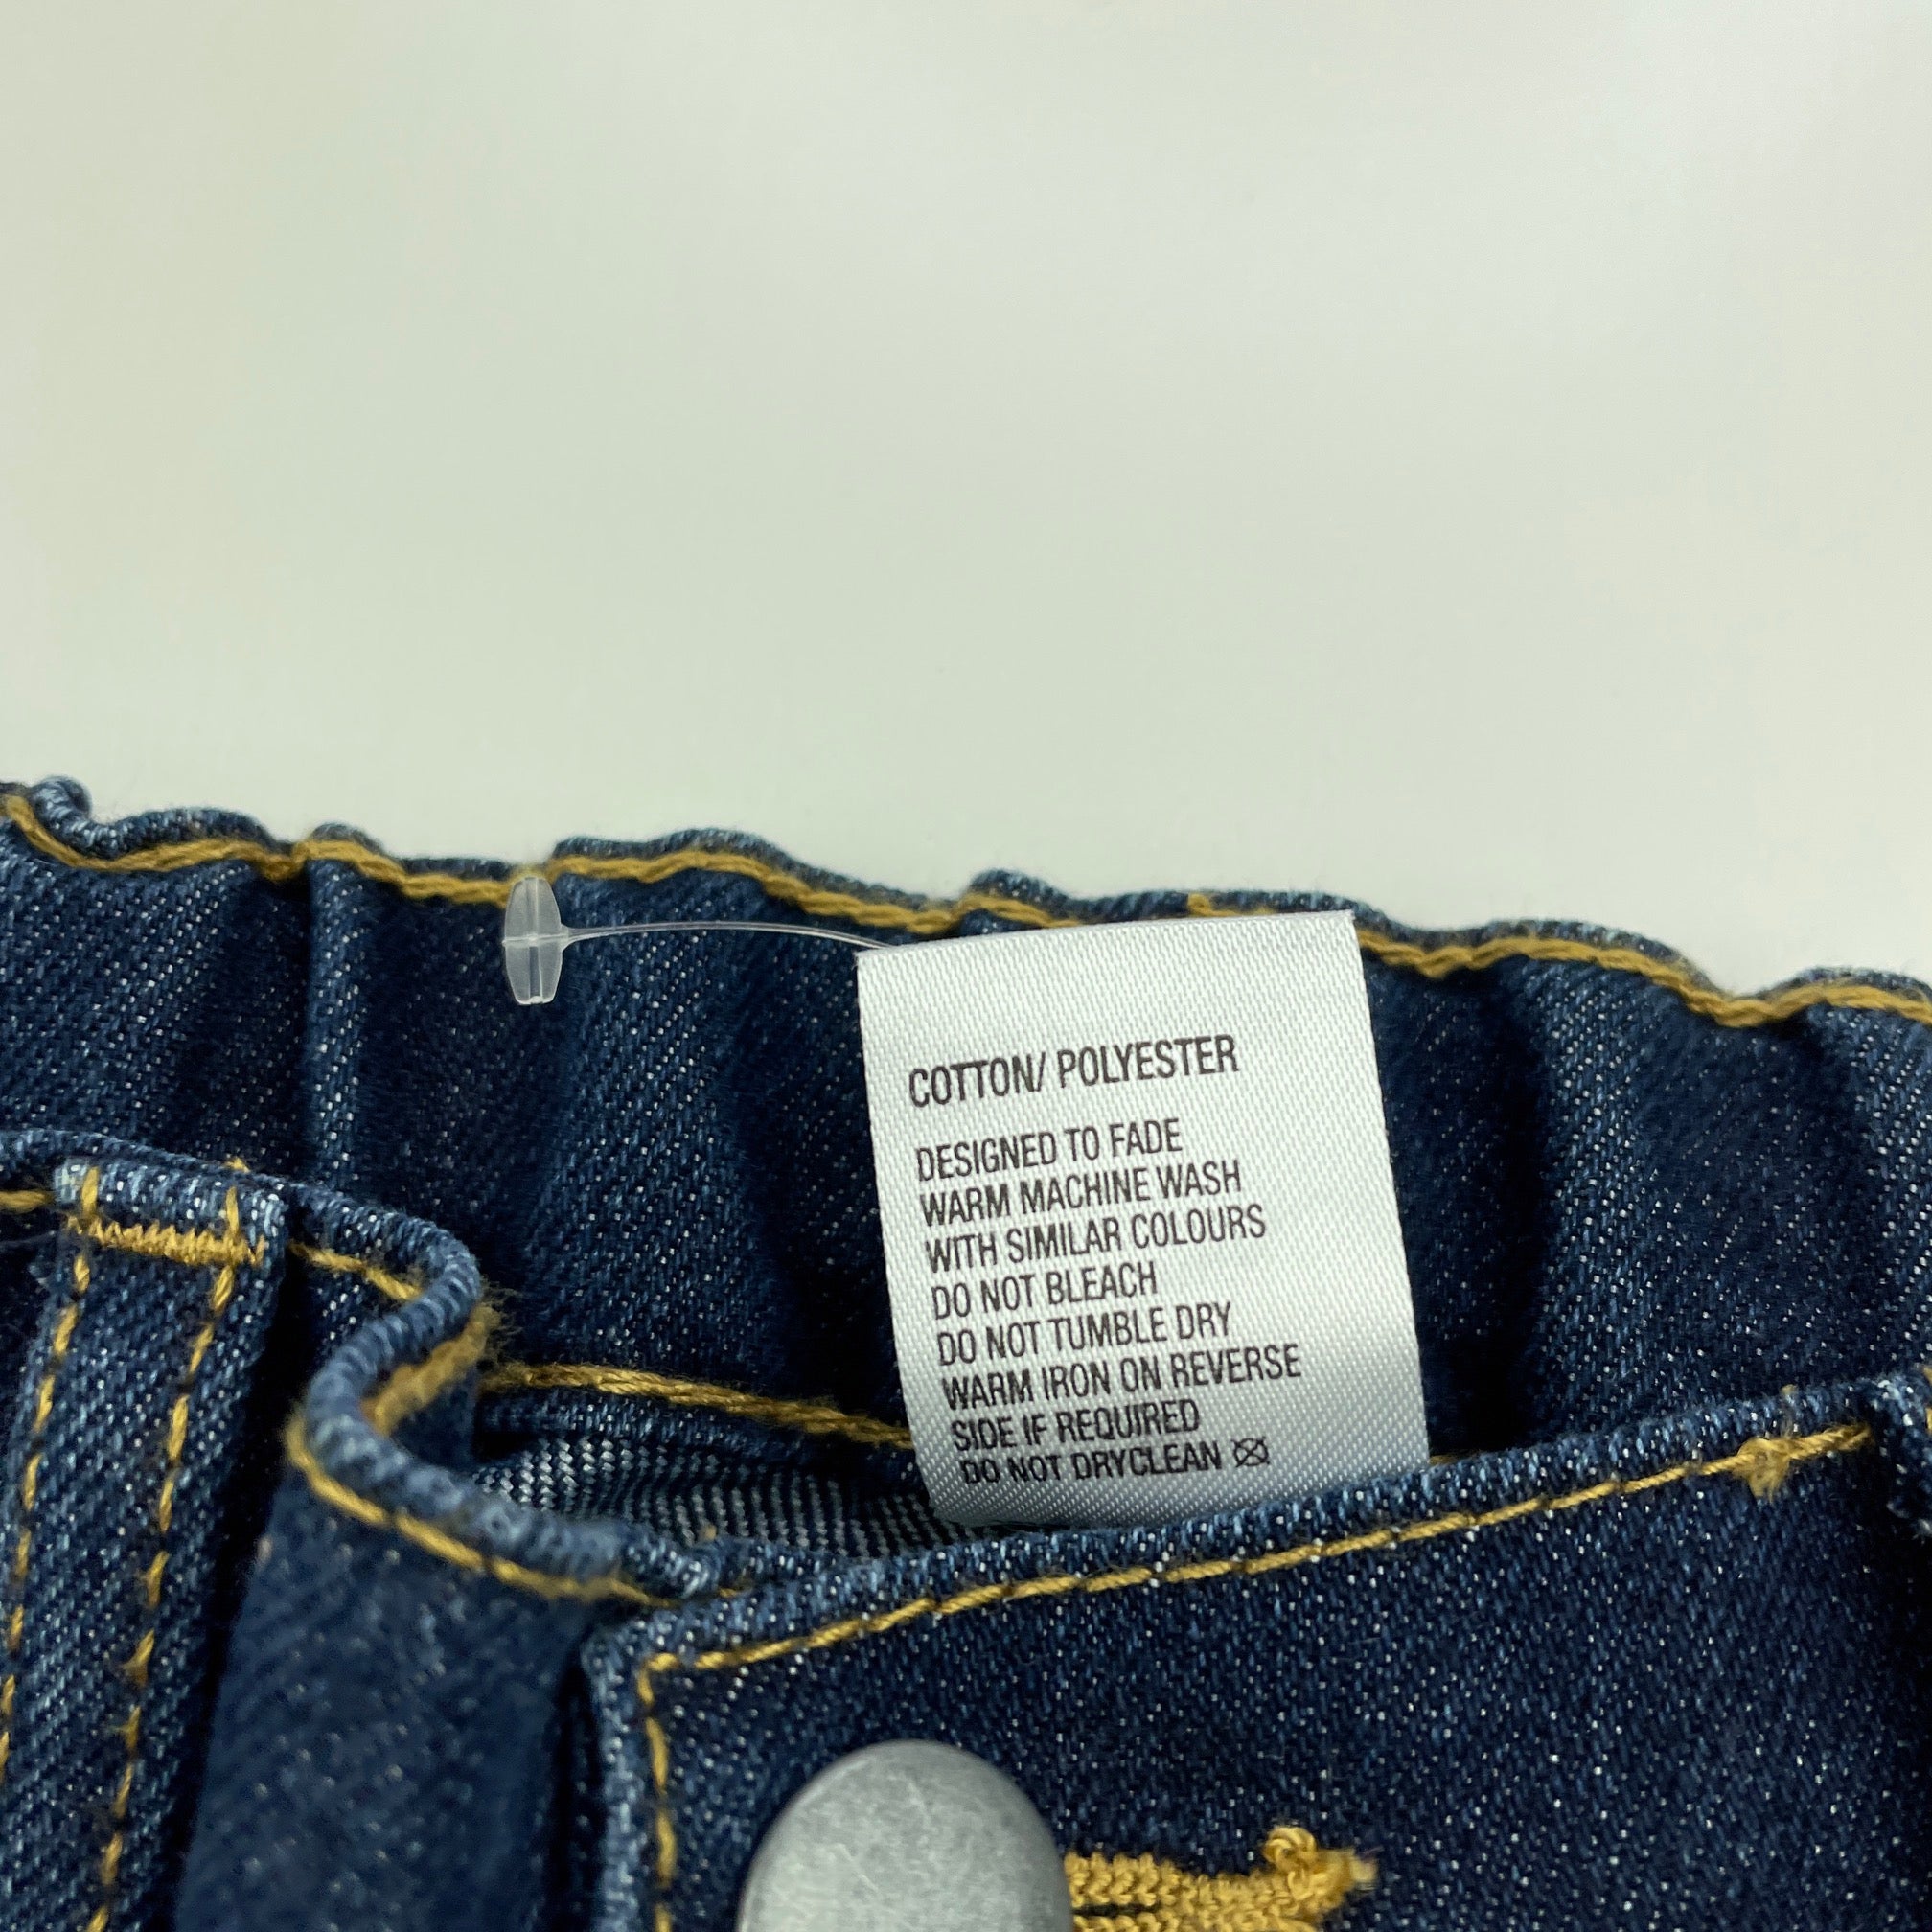 COTTON/ POLYESTER
DESIGNED TO FADE
WARM MACHINE WASH
WITH SIMILAR COLOURS
DO NOT BLEACH
DO NOT TUMBLE DRY
WARM IRON ON REVERSE
SIDE IF REQUIRED
DO NOT DRYCLEAN